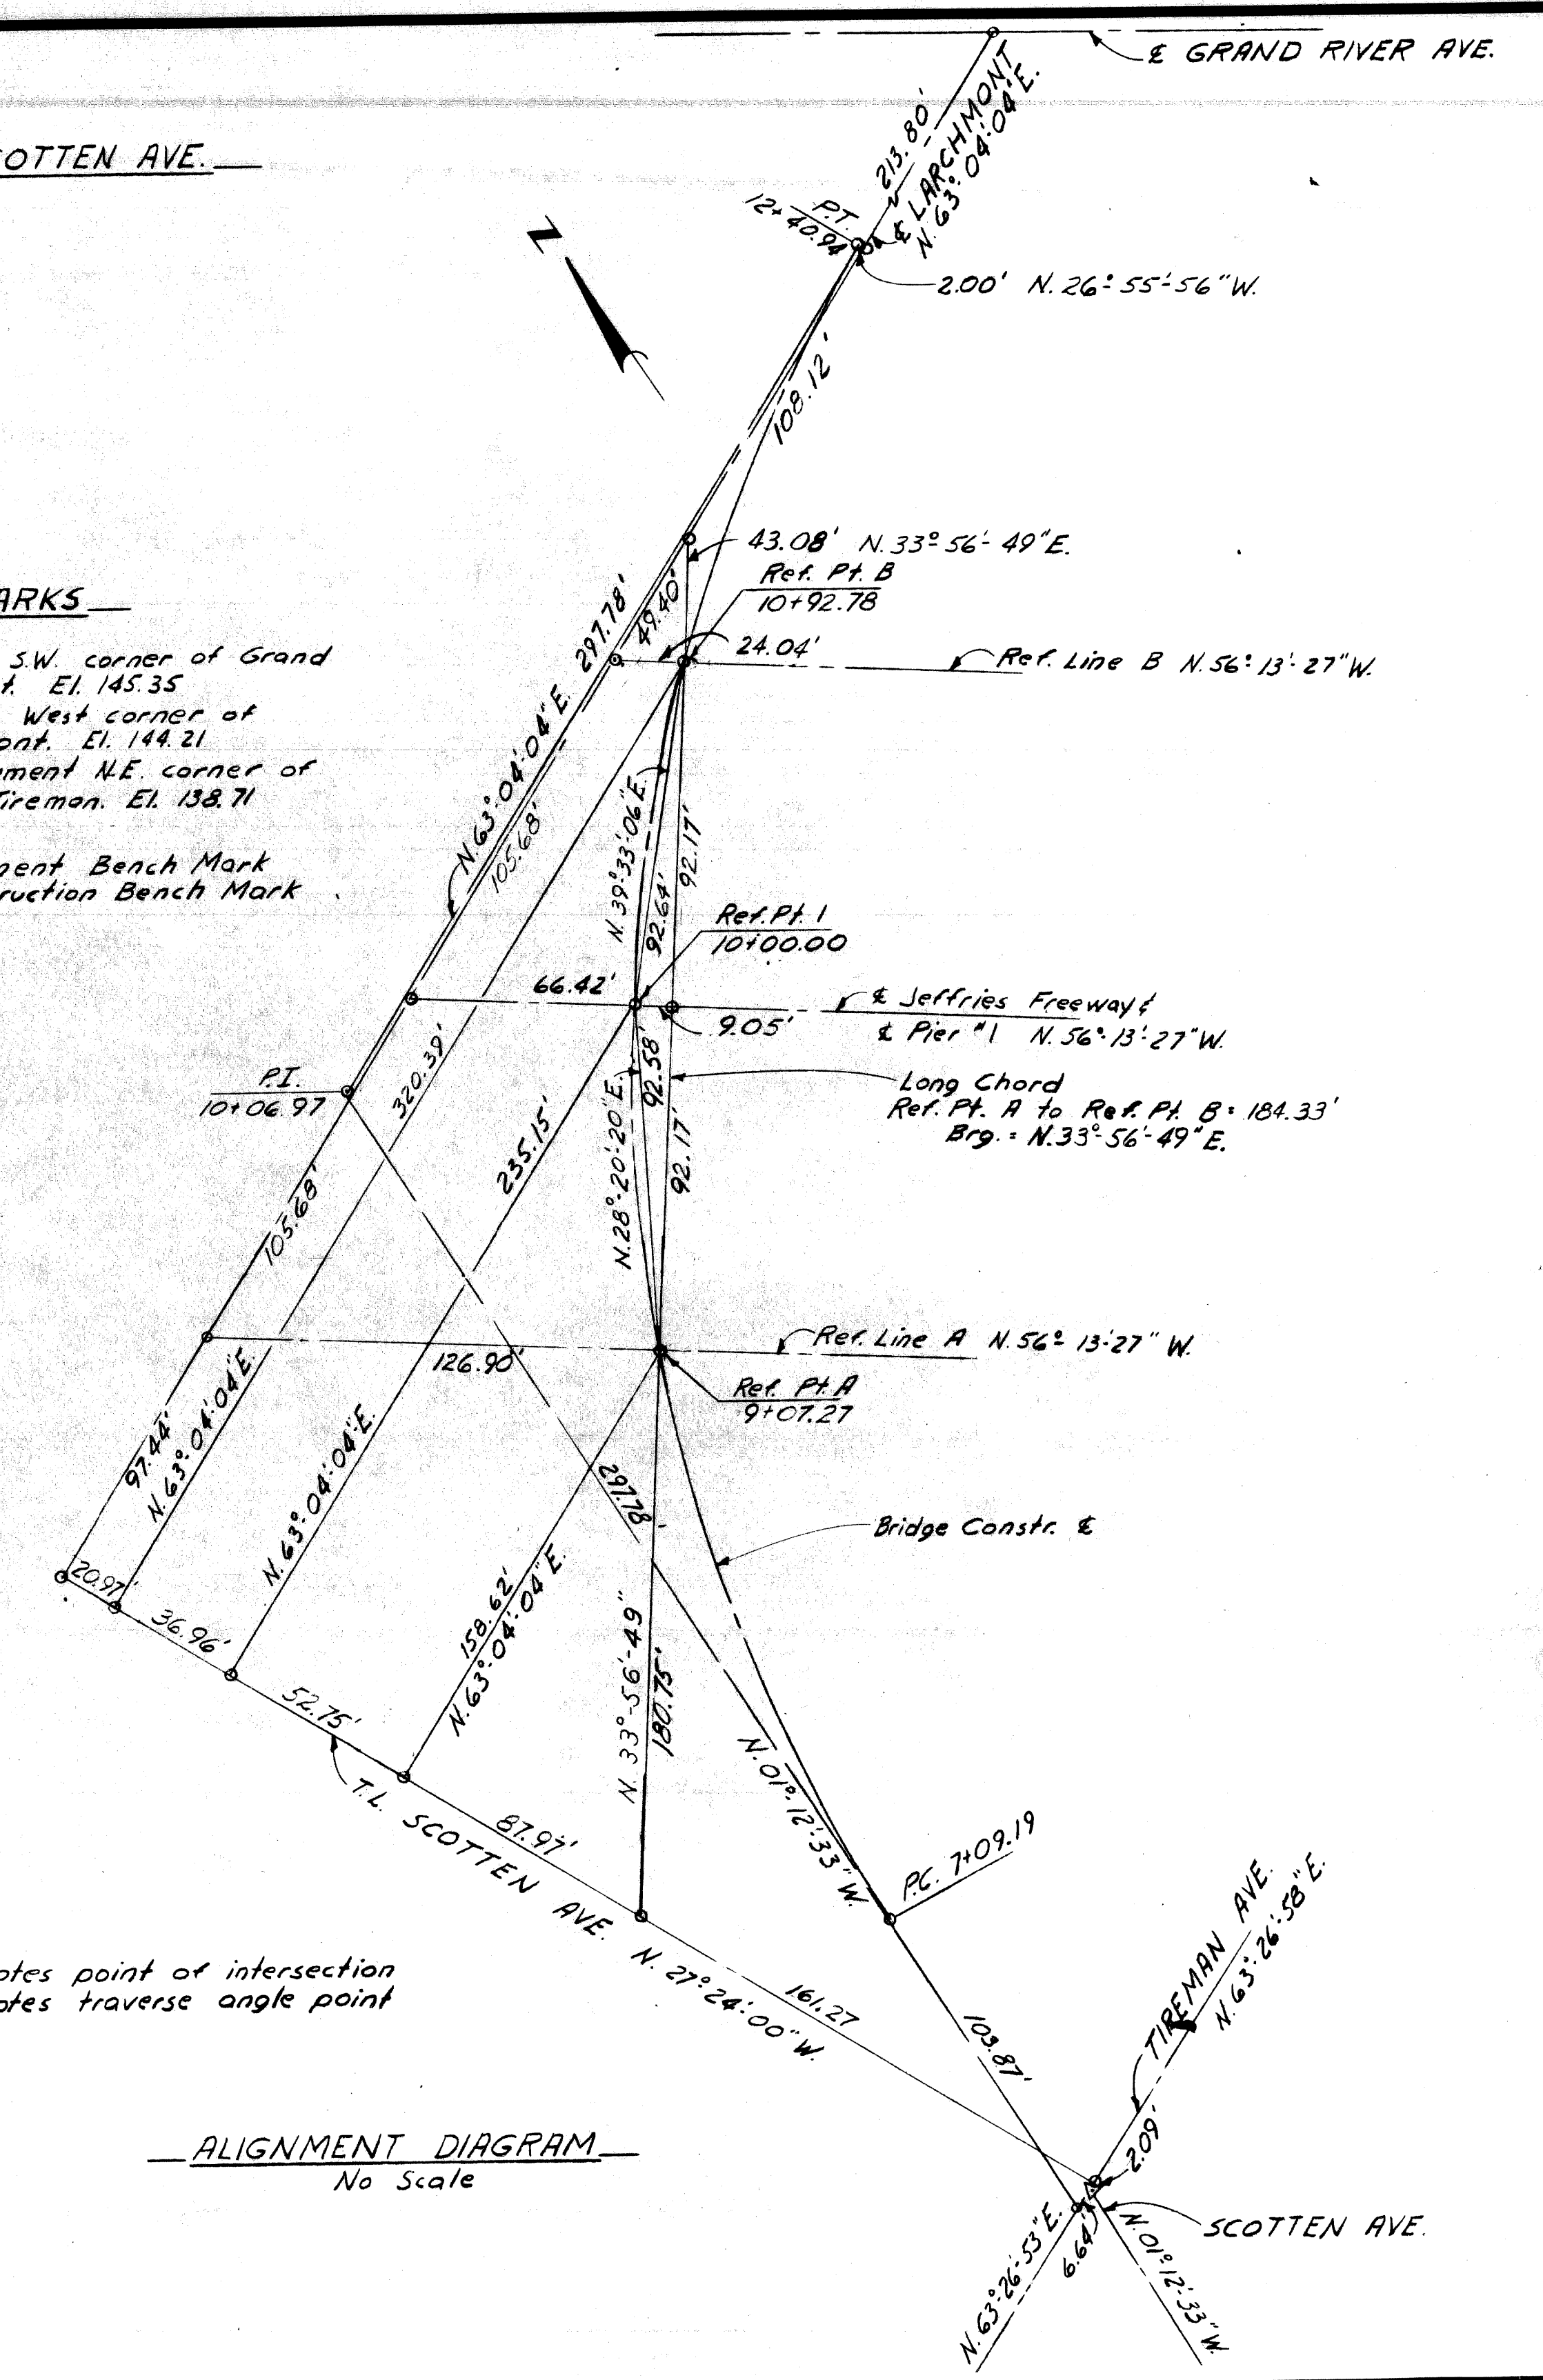 ℄ GRAND RIVER AVE.
OTTEN AVE.
213.80'
℄ LARCHMONT
N. 63°-04'-04"E.
P.T.
12+40.94
N
2.00' N. 26°-55'-56"W.
108.12'
43.08' N. 33°-56'-49"E.
Ref. Pt. B
10+92.78
ARKS
297.78'
49.40'
24.04'
Ref. Line B N. 56°-13'-27"W.
S.W. corner of Grand
t. El. 145.35
West corner of
ont. El. 144.21
ment N.E. corner of
Tireman. El. 138.71
N. 63°-04'-04"E.
105.68'
N. 39°-33'-06"E.
92.64'
92.17'
ment Bench Mark
ruction Bench Mark
Ref. Pt. 1
10+00.00
66.42'
9.05'
℄ Jeffries Freeway &
℄ Pier #1 N. 56°-13'-27"W.
P.I.
10+06.97
320.39'
235.15'
N. 28°-20'-20"E.
92.58'
92.17'
Long Chord
Ref. Pt. A to Ref. Pt. B = 184.33'
Brg. = N. 33°-56'-49"E.
105.68'
126.90'
Ref. Line A N. 56°-13'-27" W.
Ref. Pt. A
9+07.27
97.44'
N. 63°-04'-04"E.
N. 63°-04'-04"E.
297.78'
Bridge Constr. ℄
20.97'
36.96'
52.75'
158.62'
N. 63°-04'-04"E.
N. 33°-56'-49"
180.75'
N. 01°-12'-33"W.
T.L. SCOTTEN AVE. N. 27°-24'-00"W.
87.97'
P.C. 7+09.19
TIREMAN AVE.
N. 63°-26'-58"E.
otes point of intersection
otes traverse angle point
161.27
103.87'
ALIGNMENT DIAGRAM
No Scale
2.09'
6.64'
N. 63°-26'-53"E.
SCOTTEN AVE.
N. 01°-12'-33"W.